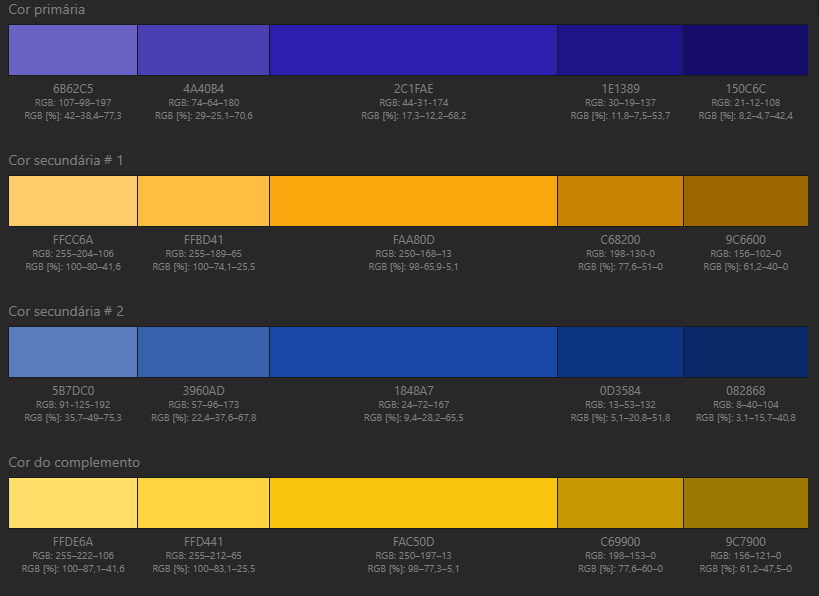 Cor primária
6B62C5 4A40B4 2C1FAE 1E1389 150C6C
RGB: 107–98–197 RGB: 74–64–180 RGB: 44-31-174 RGB: 30–19–137 RGB: 21-12-108
RGB [%]: 42–38,4–77,3 RGB [%]: 29–25,1–70,6 RGB [%]: 17,3–12,2–68,2 RGB [%]: 11,8–7,5–53,7 RGB [%]: 8,2–4,7–42,4
Cor secundária # 1
FFCC6A FFBD41 FAA80D C68200 9C6600
RGB: 255–204–106 RGB: 255–189–65 RGB: 250–168–13 RGB: 198-130-0 RGB: 156–102–0
RGB [%]: 100–80–41,6 RGB [%]: 100–74,1–25,5 RGB [%]: 98-65,9-5,1 RGB [%]: 77,6–51–0 RGB [%]: 61,2–40–0
Cor secundária # 2
5B7DC0 3960AD 1848A7 0D3584 082868
RGB: 91-125-192 RGB: 57–96–173 RGB: 24–72–167 RGB: 13–53–132 RGB: 8–40–104
RGB [%]: 35,7–49–75,3 RGB [%]: 22,4–37,6–67,8 RGB [%]: 9,4–28,2–65,5 RGB [%]: 5,1–20,8–51,8 RGB [%]: 3,1–15,7–40,8
Cor do complemento
FFDE6A FFD441 FAC50D C69900 9C7900
RGB: 255–222–106 RGB: 255–212–65 RGB: 250–197–13 RGB: 198–153–0 RGB: 156–121–0
RGB [%]: 100–87,1–41,6 RGB [%]: 100–83,1–25,5 RGB [%]: 98–77,3–5,1 RGB [%]: 77,6–60–0 RGB [%]: 61,2–47,5–0